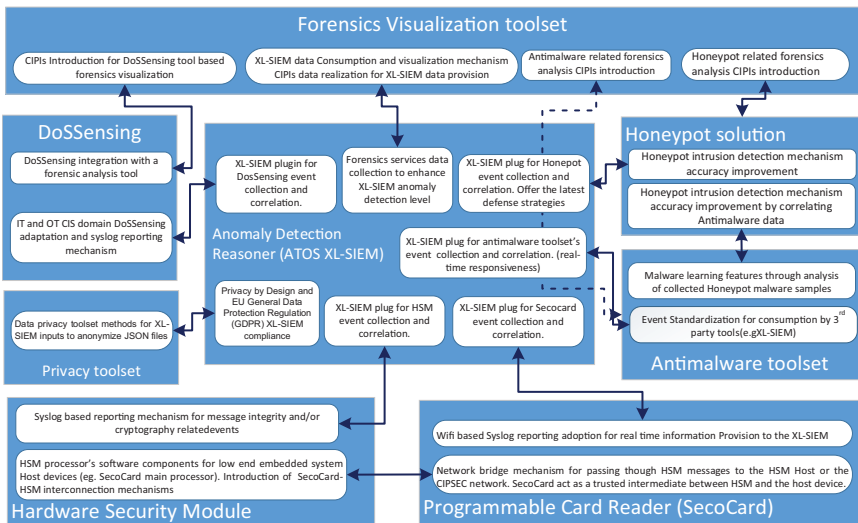 Forensics Visualization toolset
CIPIs Introduction for DoSSensing tool based
forensics visualization
XL-SIEM data Consumption and visualization mechanism
CIPIs data realization for XL-SIEM data provision
Antimalware related forensics
analysis CIPIs introduction
Honeypot related forensics
analysis CIPIs introduction
DoSSensing
DoSSensing integration with a
forensic analysis tool
IT and OT CIS domain DoSSensing
adaptation and syslog reporting
mechanism
XL-SIEM plugin for
DosSensing event
collection and
correlation.
Forensics services data
collection to enhance
XL-SIEM anomaly
detection level
XL-SIEM plug for Honepot
event collection and
correlation. Offer the latest
defense strategies
Anomaly Detection
Reasoner (ATOS XL-SIEM)
XL-SIEM plug for antimalware toolset's
event collection and correlation. (real-
time responsiveness)
Privacy by Design and
EU General Data
Protection Regulation
(GDPR) XL-SIEM
compliance
XL-SIEM plug for HSM
event collection and
correlation.
XL-SIEM plug for Secocard
event collection and
correlation.
Honeypot solution
Honeypot intrusion detection mechanism
accuracy improvement
Honeypot intrusion detection mechanism
accuracy improvement by correlating
Antimalware data
Malware learning features through analysis
of collected Honeypot malware samples
Event Standardization for consumption by 3rd
party tools(e.gXL-SIEM)
Antimalware toolset
Data privacy toolset methods for XL-
SIEM inputs to anonymize JSON files
Privacy toolset
Syslog based reporting mechanism for message integrity and/or
cryptography relatedevents
HSM processor's software components for low end embedded system
Host devices (eg. SecoCard main processor). Introduction of SecoCard-
HSM interconnection mechanisms
Hardware Security Module
Wifi based Syslog reporting adoption for real time information Provision to the XL-SIEM
Network bridge mechanism for passing though HSM messages to the HSM Host or the
CIPSEC network. SecoCard act as a trusted intermediate between HSM and the host device.
Programmable Card Reader (SecoCard)